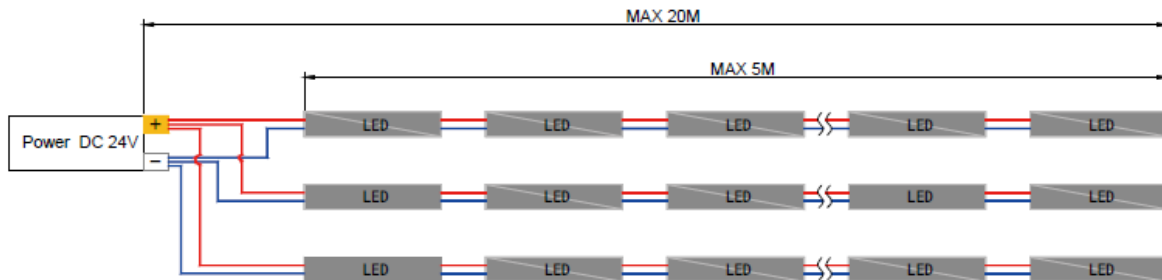 MAX 20M
MAX 5M
+
Power DC 24V
−
LED LED LED LED LED
LED LED LED LED LED
LED LED LED LED LED